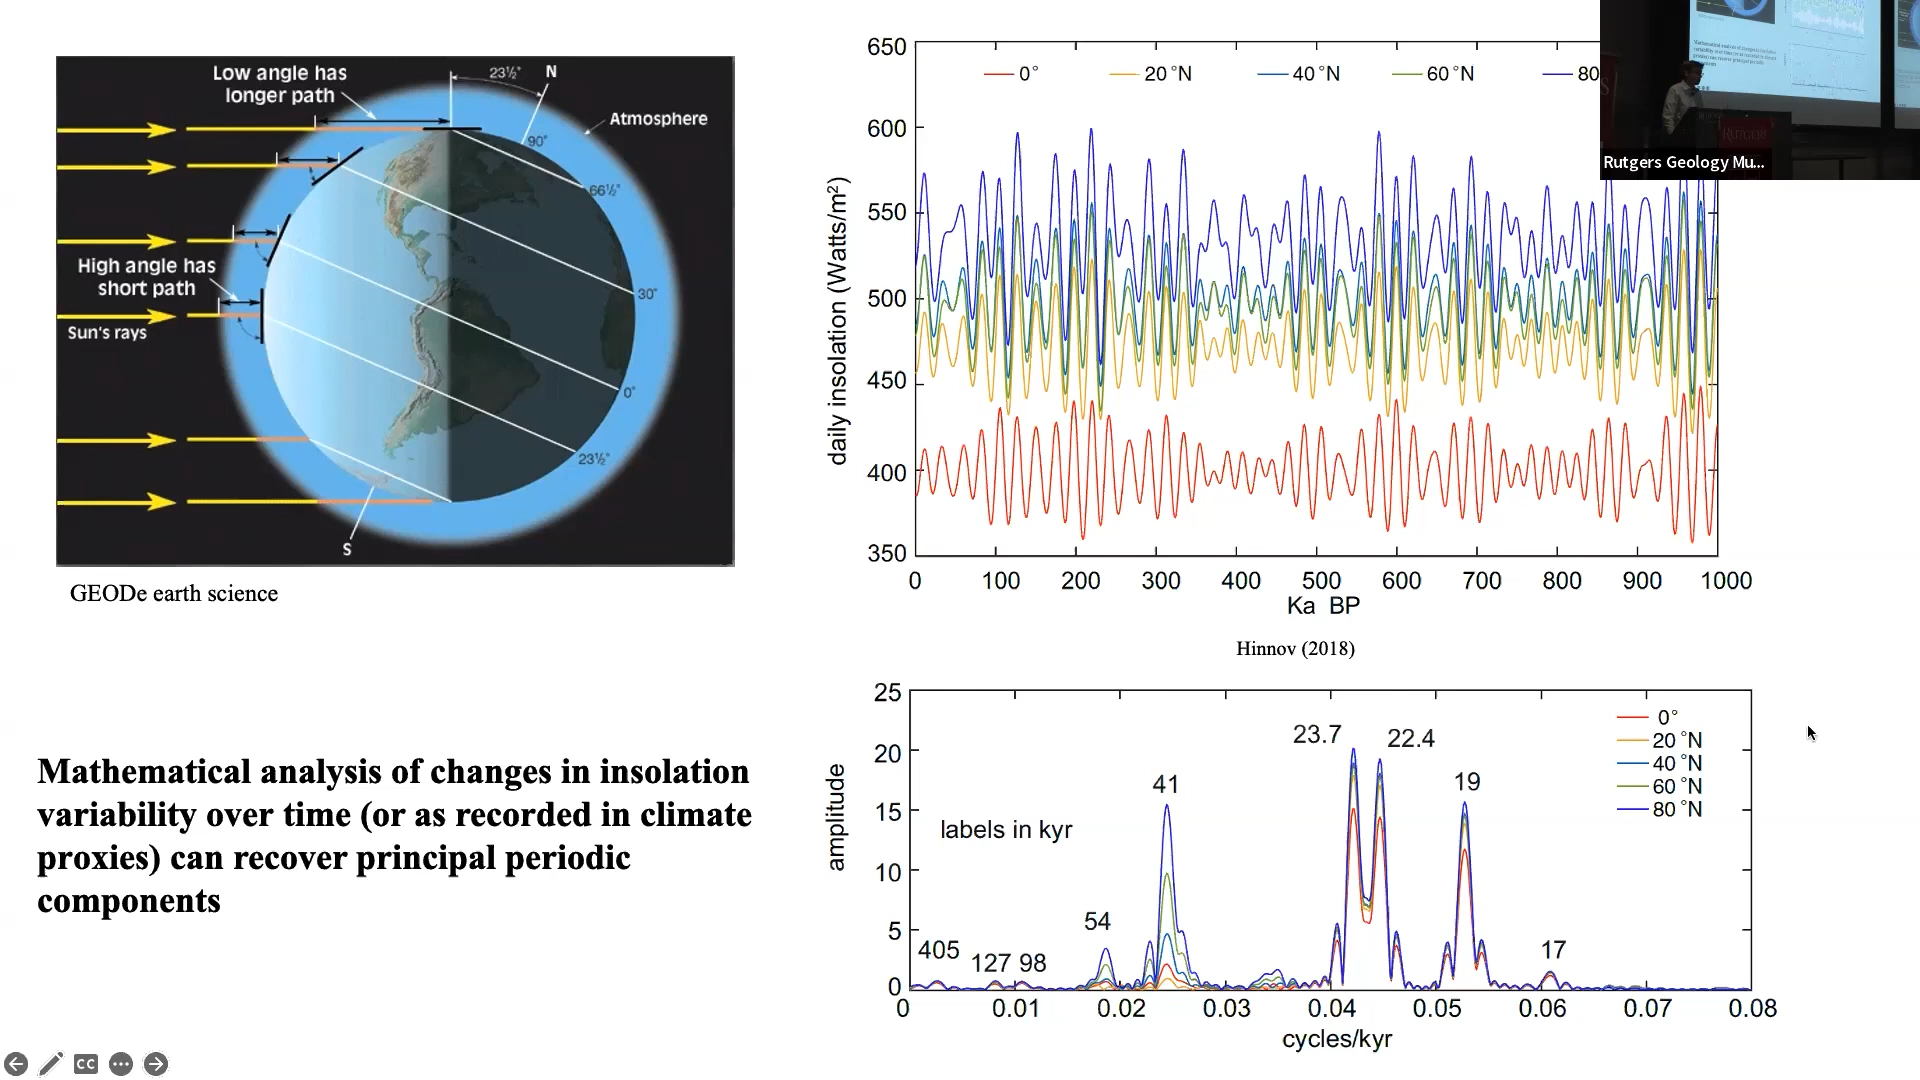 Low angle has
longer path
23½°
N
Atmosphere
90°
66½°
High angle has
short path
30°
Sun's rays
0°
23½°
S
GEODe earth science
Mathematical analysis of changes in insolation
variability over time (or as recorded in climate
proxies) can recover principal periodic
components
650
600
550
500
450
400
350
daily insolation (Watts/m²)
0° 20°N 40°N 60°N 80
0 100 200 300 400 500 600 700 800 900 1000
Ka BP
Hinnov (2018)
25
20
15
10
5
0
amplitude
labels in kyr
405
127 98
54
41
23.7
22.4
19
17
0°
20°N
40°N
60°N
80°N
0 0.01 0.02 0.03 0.04 0.05 0.06 0.07 0.08
cycles/kyr
RUTGERS
Rutgers Geology Mu...
CC